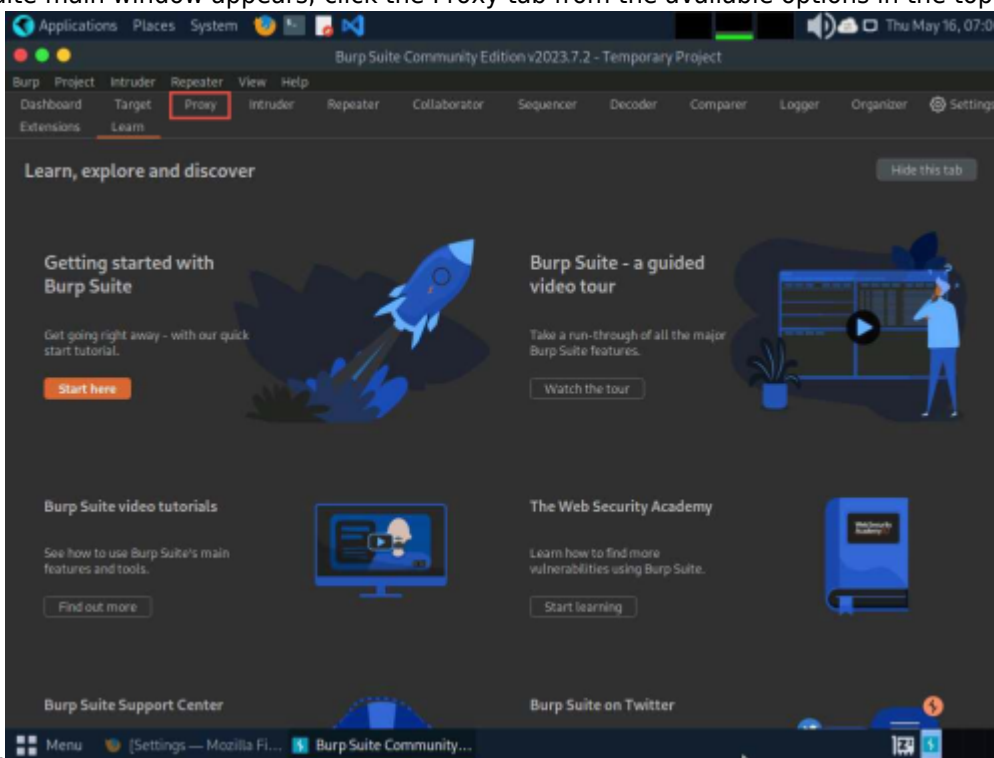 uite main window appears, click the Proxy tab from the available options in the top
Applications Places System Thu May 16, 07:0
Burp Suite Community Edition v2023.7.2 - Temporary Project
Burp Project Intruder Repeater View Help
Dashboard Target Proxy Intruder Repeater Collaborator Sequencer Decoder Comparer Logger Organizer Settings
Extensions Learn
Learn, explore and discover Hide this tab
Getting started with
Burp Suite
Get going right away - with our quick
start tutorial.
Start here
Burp Suite - a guided
video tour
Take a run-through of all the major
Burp Suite features.
Watch the tour
Burp Suite video tutorials
See how to use Burp Suite's main
features and tools.
Find out more
The Web Security Academy
Learn how to find more
vulnerabilities using Burp Suite.
Start learning
WebSecurity
Academy
Burp Suite Support Center
Burp Suite on Twitter
Menu [Settings — Mozilla Fi... Burp Suite Community...